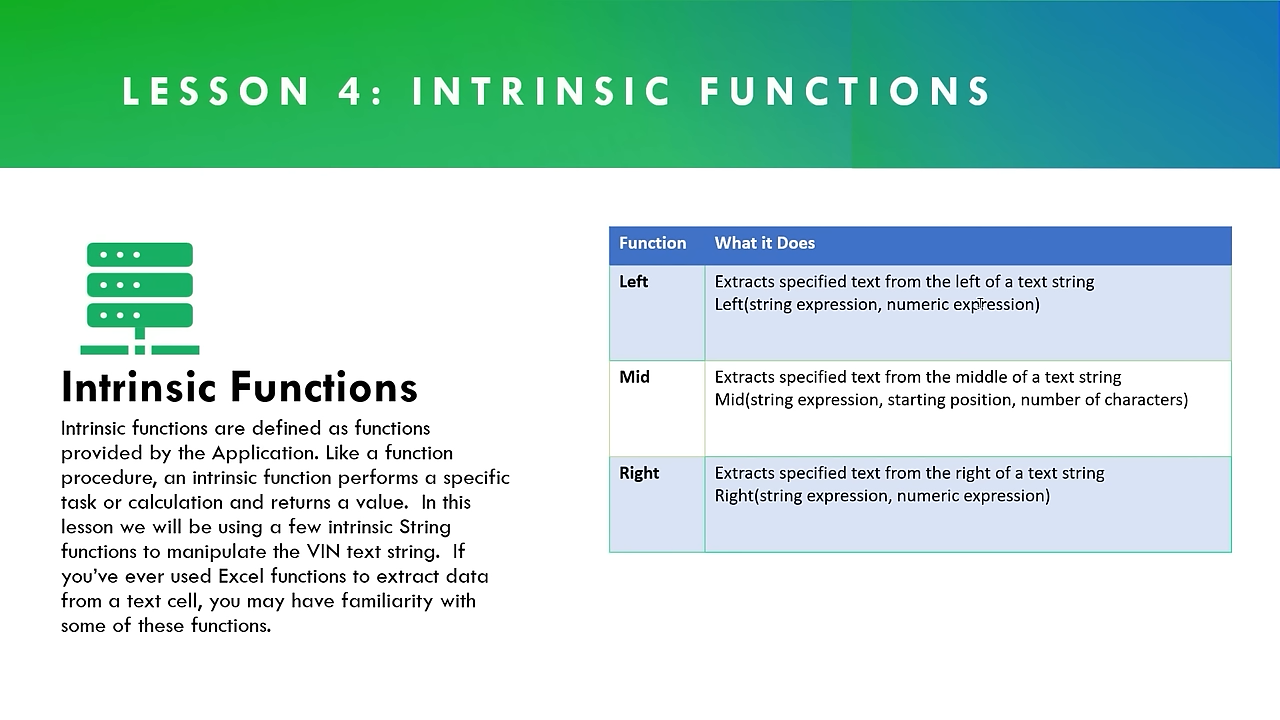 LESSON 4: INTRINSIC FUNCTIONS
Intrinsic Functions
Intrinsic functions are defined as functions
provided by the Application. Like a function
procedure, an intrinsic function performs a specific
task or calculation and returns a value.  In this
lesson we will be using a few intrinsic String
functions to manipulate the VIN text string.  If
you’ve ever used Excel functions to extract data
from a text cell, you may have familiarity with
some of these functions.
Function What it Does
Left Extracts specified text from the left of a text string
Left(string expression, numeric expression)
Mid Extracts specified text from the middle of a text string
Mid(string expression, starting position, number of characters)
Right Extracts specified text from the right of a text string
Right(string expression, numeric expression)